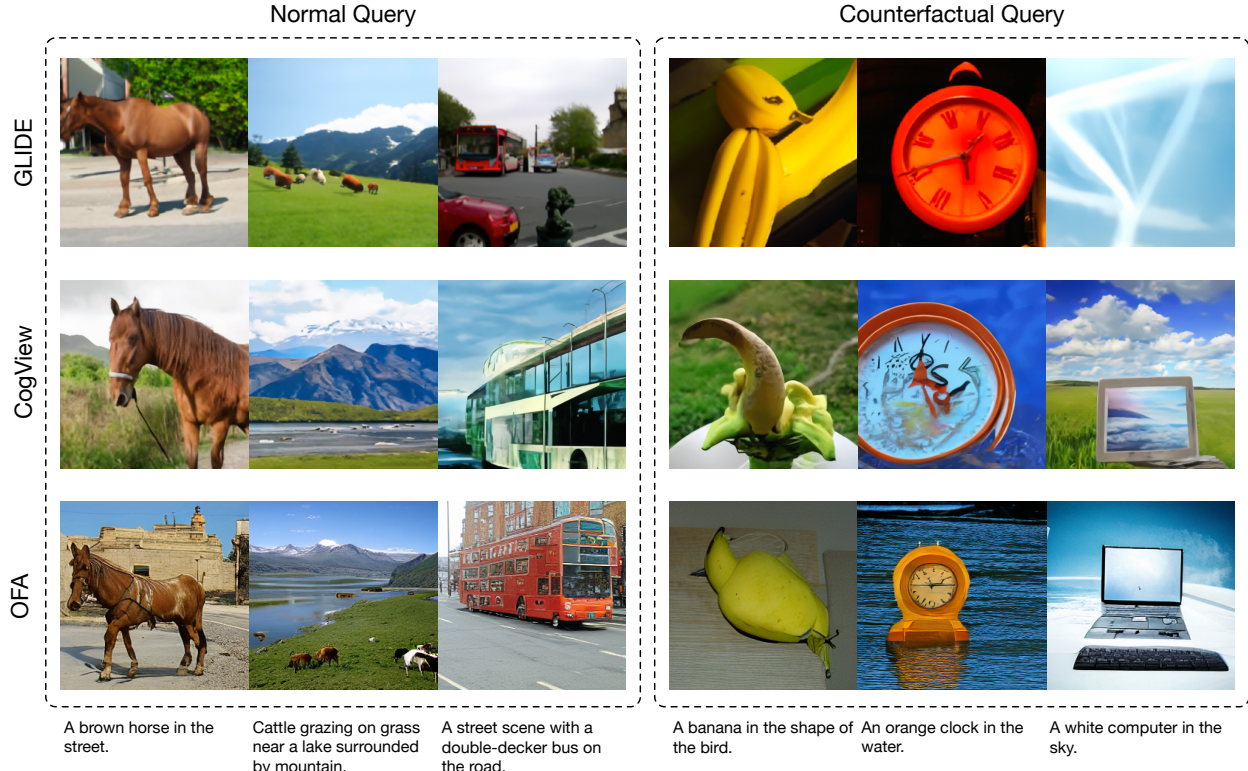 Normal Query
Counterfactual Query
GLIDE
CogView
OFA
A brown horse in the
street.
Cattle grazing on grass
near a lake surrounded
by mountain.
A street scene with a
double-decker bus on
the road.
A banana in the shape of
the bird.
An orange clock in the
water.
A white computer in the
sky.